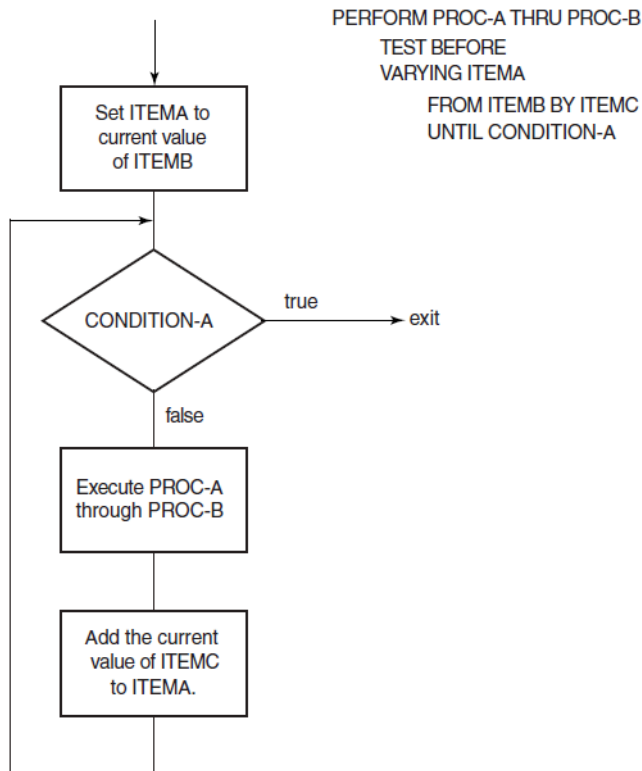 PERFORM PROC-A THRU PROC-B
TEST BEFORE
VARYING ITEMA
FROM ITEMB BY ITEMC
UNTIL CONDITION-A
Set ITEMA to
current value
of ITEMB
CONDITION-A
true
exit
false
Execute PROC-A
through PROC-B
Add the current
value of ITEMC
to ITEMA.